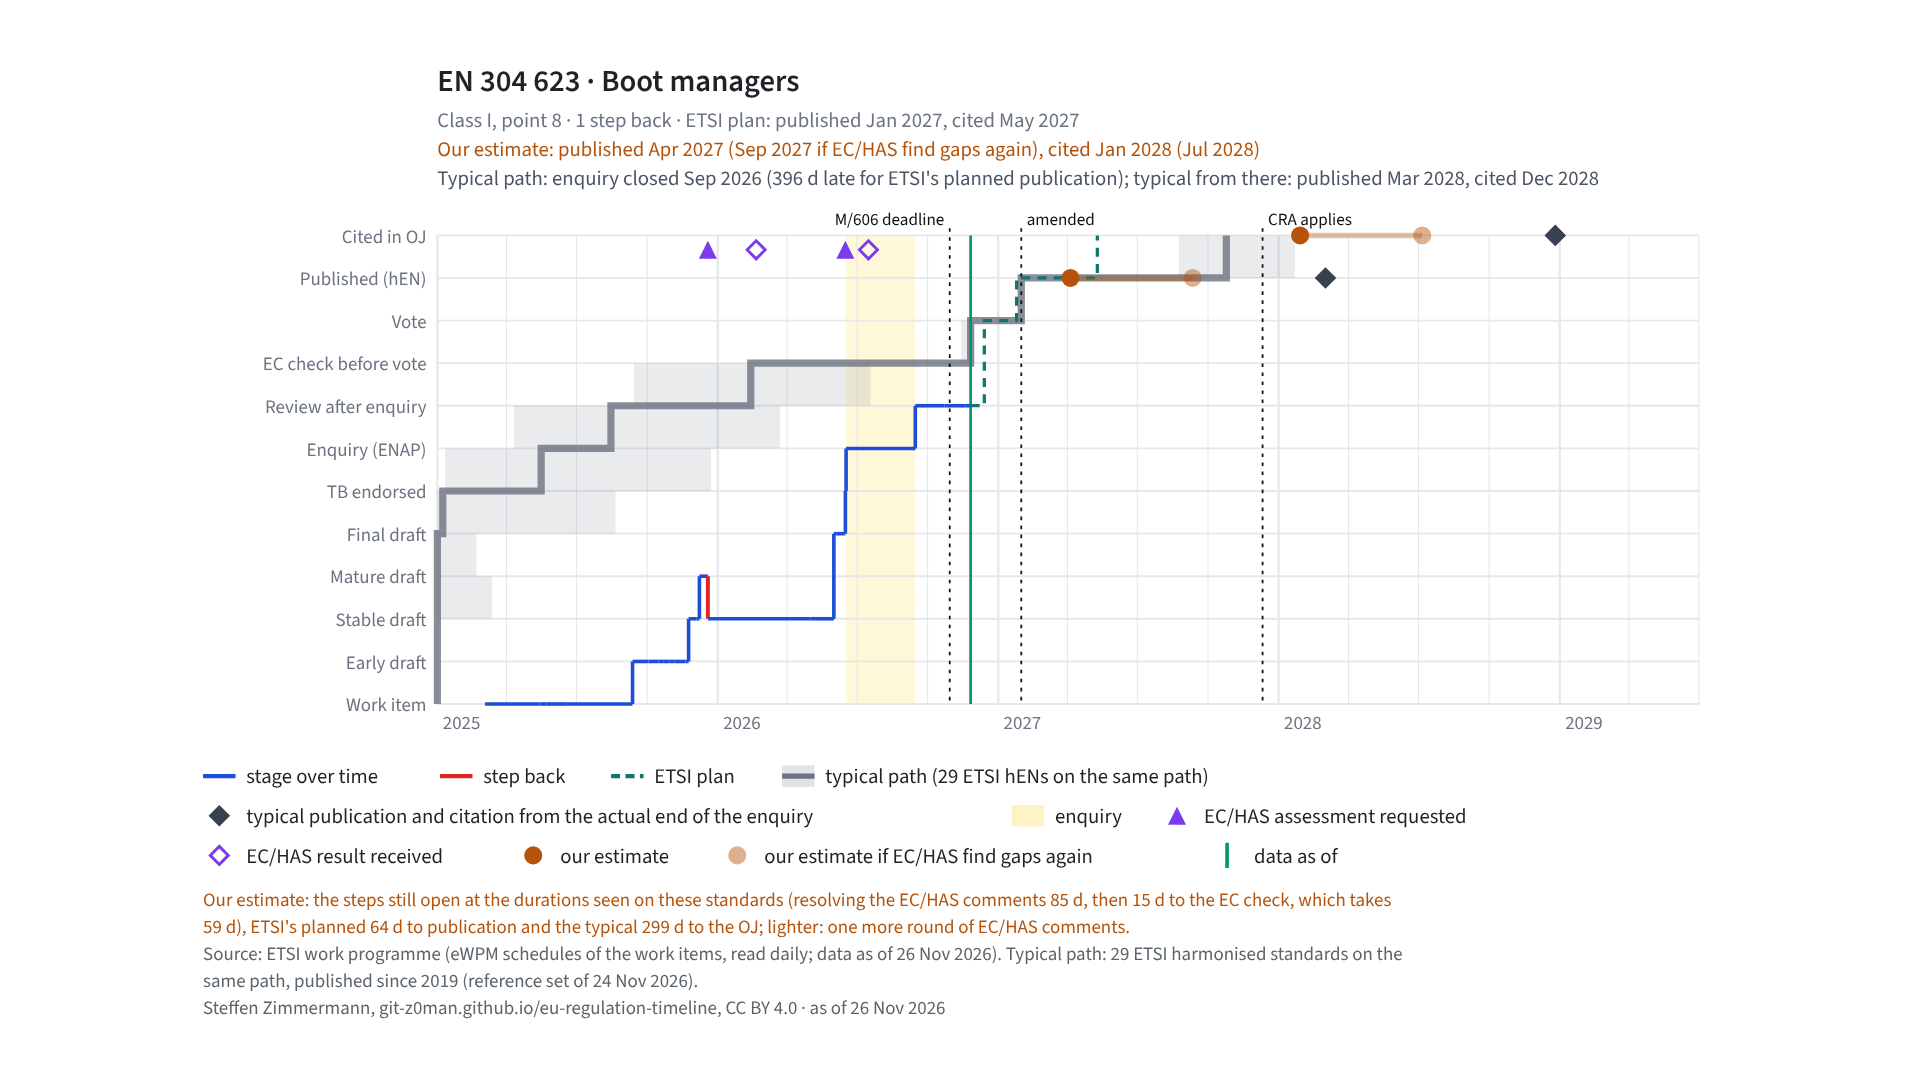 EN 304 623 · Boot managers
Class I, point 8 · 1 step back · ETSI plan: published Jan 2027, cited May 2027
Our estimate: published Apr 2027 (Sep 2027 if EC/HAS find gaps again), cited Jan 2028 (Jul 2028)
Typical path: enquiry closed Sep 2026 (396 d late for ETSI's planned publication); typical from there: published Mar 2028, cited Dec 2028
M/606 deadline
amended
CRA applies
Cited in OJ
Published (hEN)
Vote
EC check before vote
Review after enquiry
Enquiry (ENAP)
TB endorsed
Final draft
Mature draft
Stable draft
Early draft
Work item
2025
2026
2027
2028
2029
stage over time
step back
ETSI plan
typical path (29 ETSI hENs on the same path)
typical publication and citation from the actual end of the enquiry
enquiry
EC/HAS assessment requested
EC/HAS result received
our estimate
our estimate if EC/HAS find gaps again
data as of
Our estimate: the steps still open at the durations seen on these standards (resolving the EC/HAS comments 85 d, then 15 d to the EC check, which takes
59 d), ETSI's planned 64 d to publication and the typical 299 d to the OJ; lighter: one more round of EC/HAS comments.
Source: ETSI work programme (eWPM schedules of the work items, read daily; data as of 26 Nov 2026). Typical path: 29 ETSI harmonised standards on the
same path, published since 2019 (reference set of 24 Nov 2026).
Steffen Zimmermann, git-z0man.github.io/eu-regulation-timeline, CC BY 4.0 · as of 26 Nov 2026